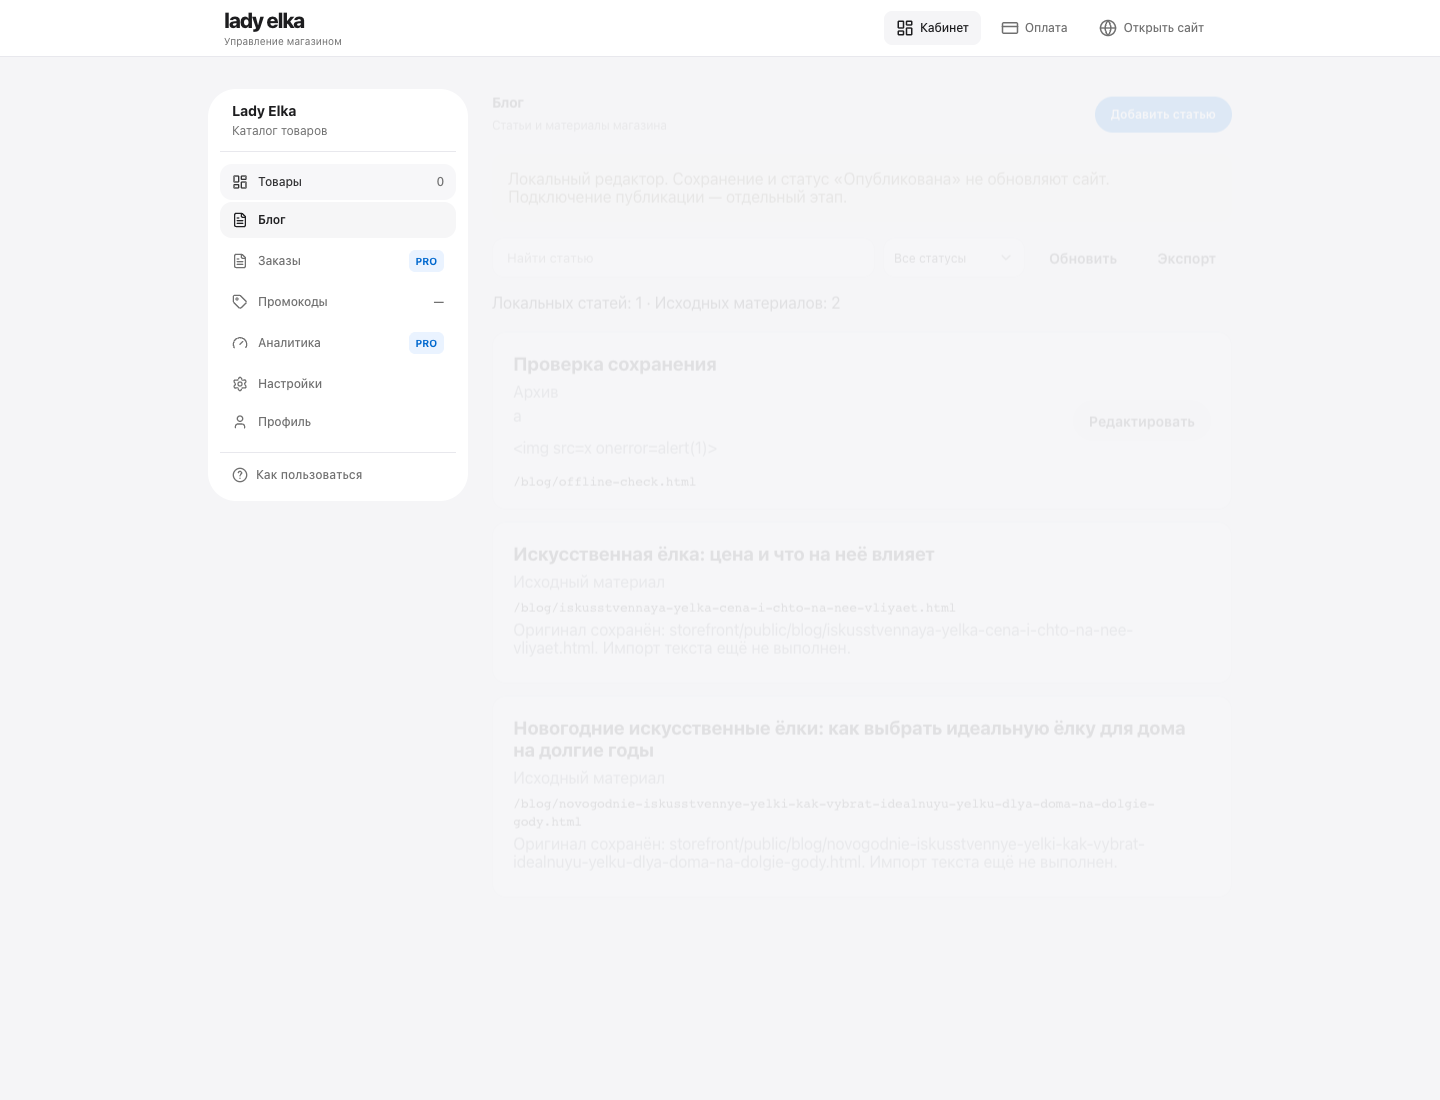 lady elka
Управление магазином
Кабинет
Оплата
Открыть сайт
Lady Elka
Каталог товаров
Товары 0
Блог
Заказы PRO
Промокоды —
Аналитика PRO
Настройки
Профиль
Как пользоваться
Блог
Статьи и материалы магазина
Добавить статью
Локальный редактор. Сохранение и статус «Опубликована» не обновляют сайт.
Подключение публикации — отдельный этап.
Найти статью
Все статусы
Обновить
Экспорт
Локальных статей: 1 · Исходных материалов: 2
Проверка сохранения
Архив
а
<img src=x onerror=alert(1)>
/blog/offline-check.html
Редактировать
Искусственная ёлка: цена и что на неё влияет
Исходный материал
/blog/iskusstvennaya-yelka-cena-i-chto-na-nee-vliyaet.html
Оригинал сохранён: storefront/public/blog/iskusstvennaya-yelka-cena-i-chto-na-nee-
vliyaet.html. Импорт текста ещё не выполнен.
Новогодние искусственные ёлки: как выбрать идеальную ёлку для дома
на долгие годы
Исходный материал
/blog/novogodnie-iskusstvennye-yelki-kak-vybrat-idealnuyu-yelku-dlya-doma-na-dolgie-
gody.html
Оригинал сохранён: storefront/public/blog/novogodnie-iskusstvennye-yelki-kak-vybrat-
idealnuyu-yelku-dlya-doma-na-dolgie-gody.html. Импорт текста ещё не выполнен.